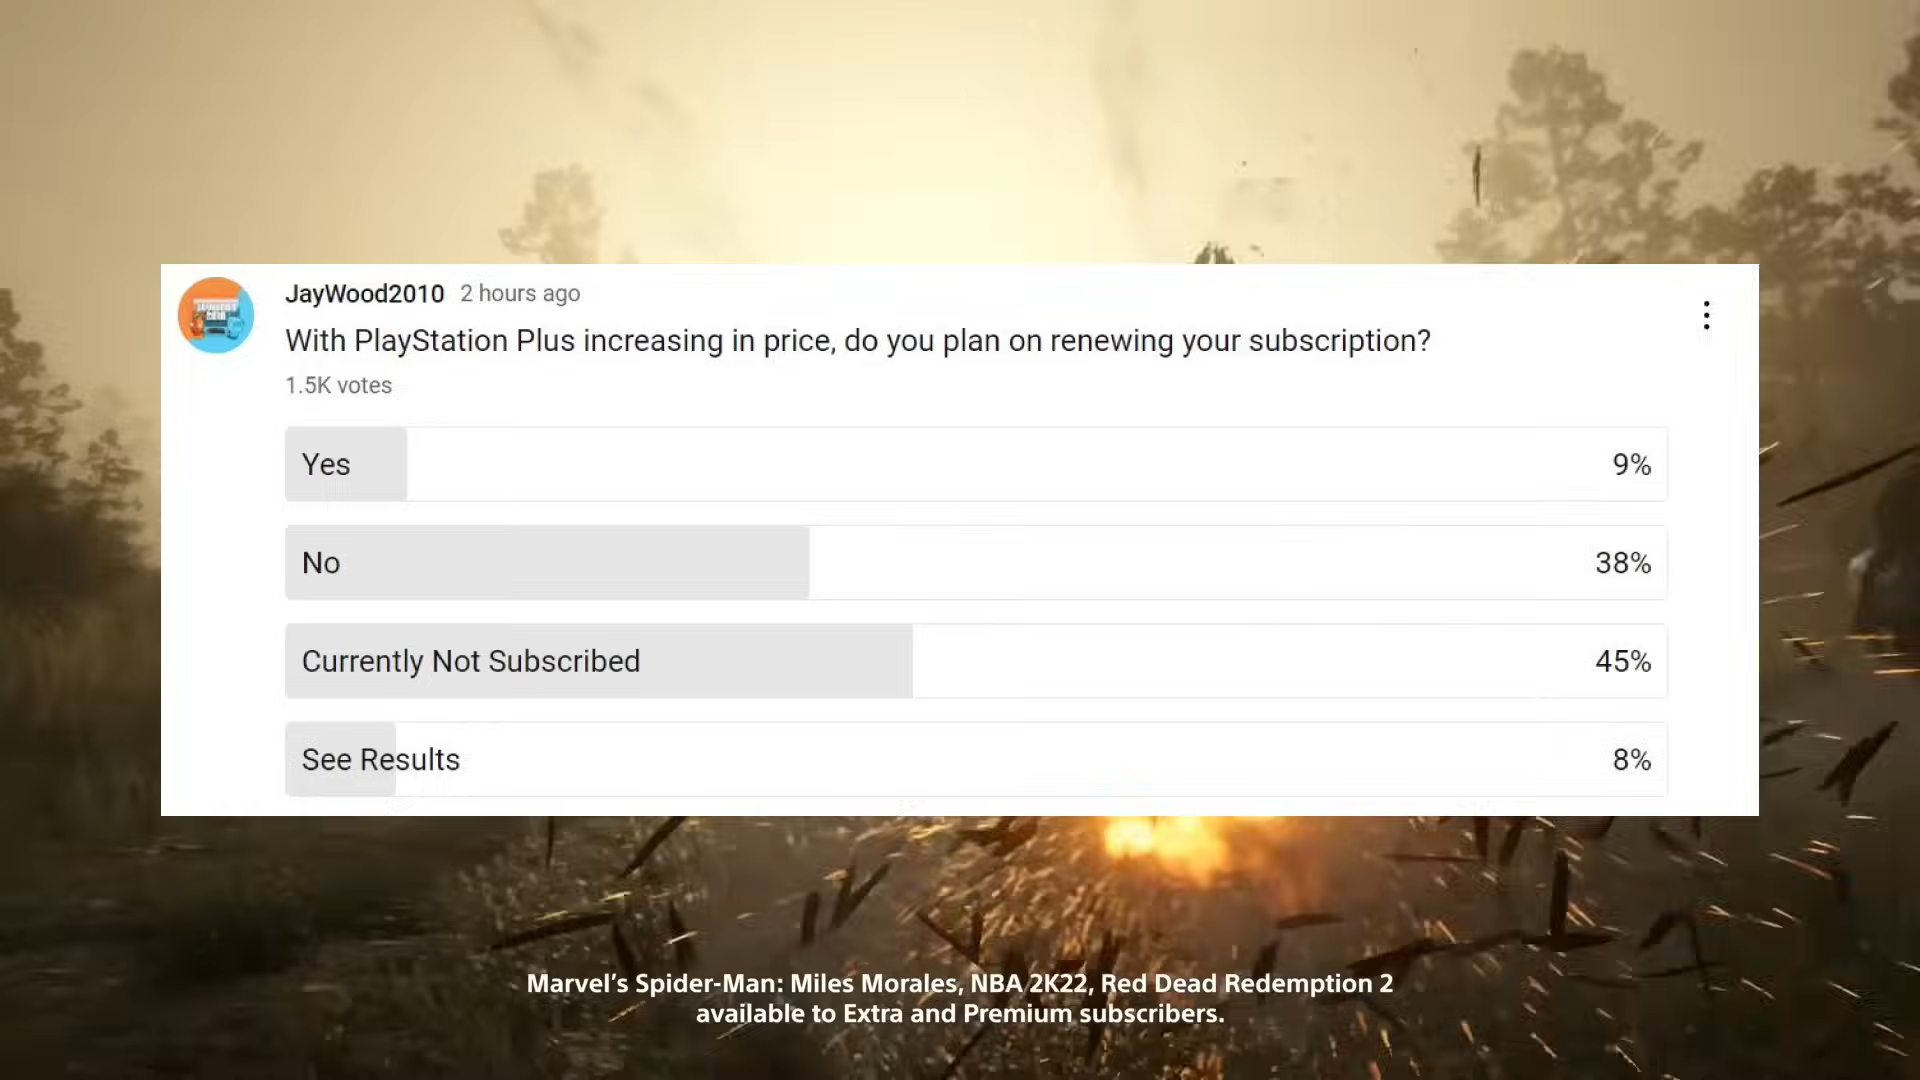 JayWood2010 2 hours ago
With PlayStation Plus increasing in price, do you plan on renewing your subscription?
1.5K votes
Yes 9%
No 38%
Currently Not Subscribed 45%
See Results 8%
Marvel’s Spider-Man: Miles Morales, NBA 2K22, Red Dead Redemption 2
available to Extra and Premium subscribers.